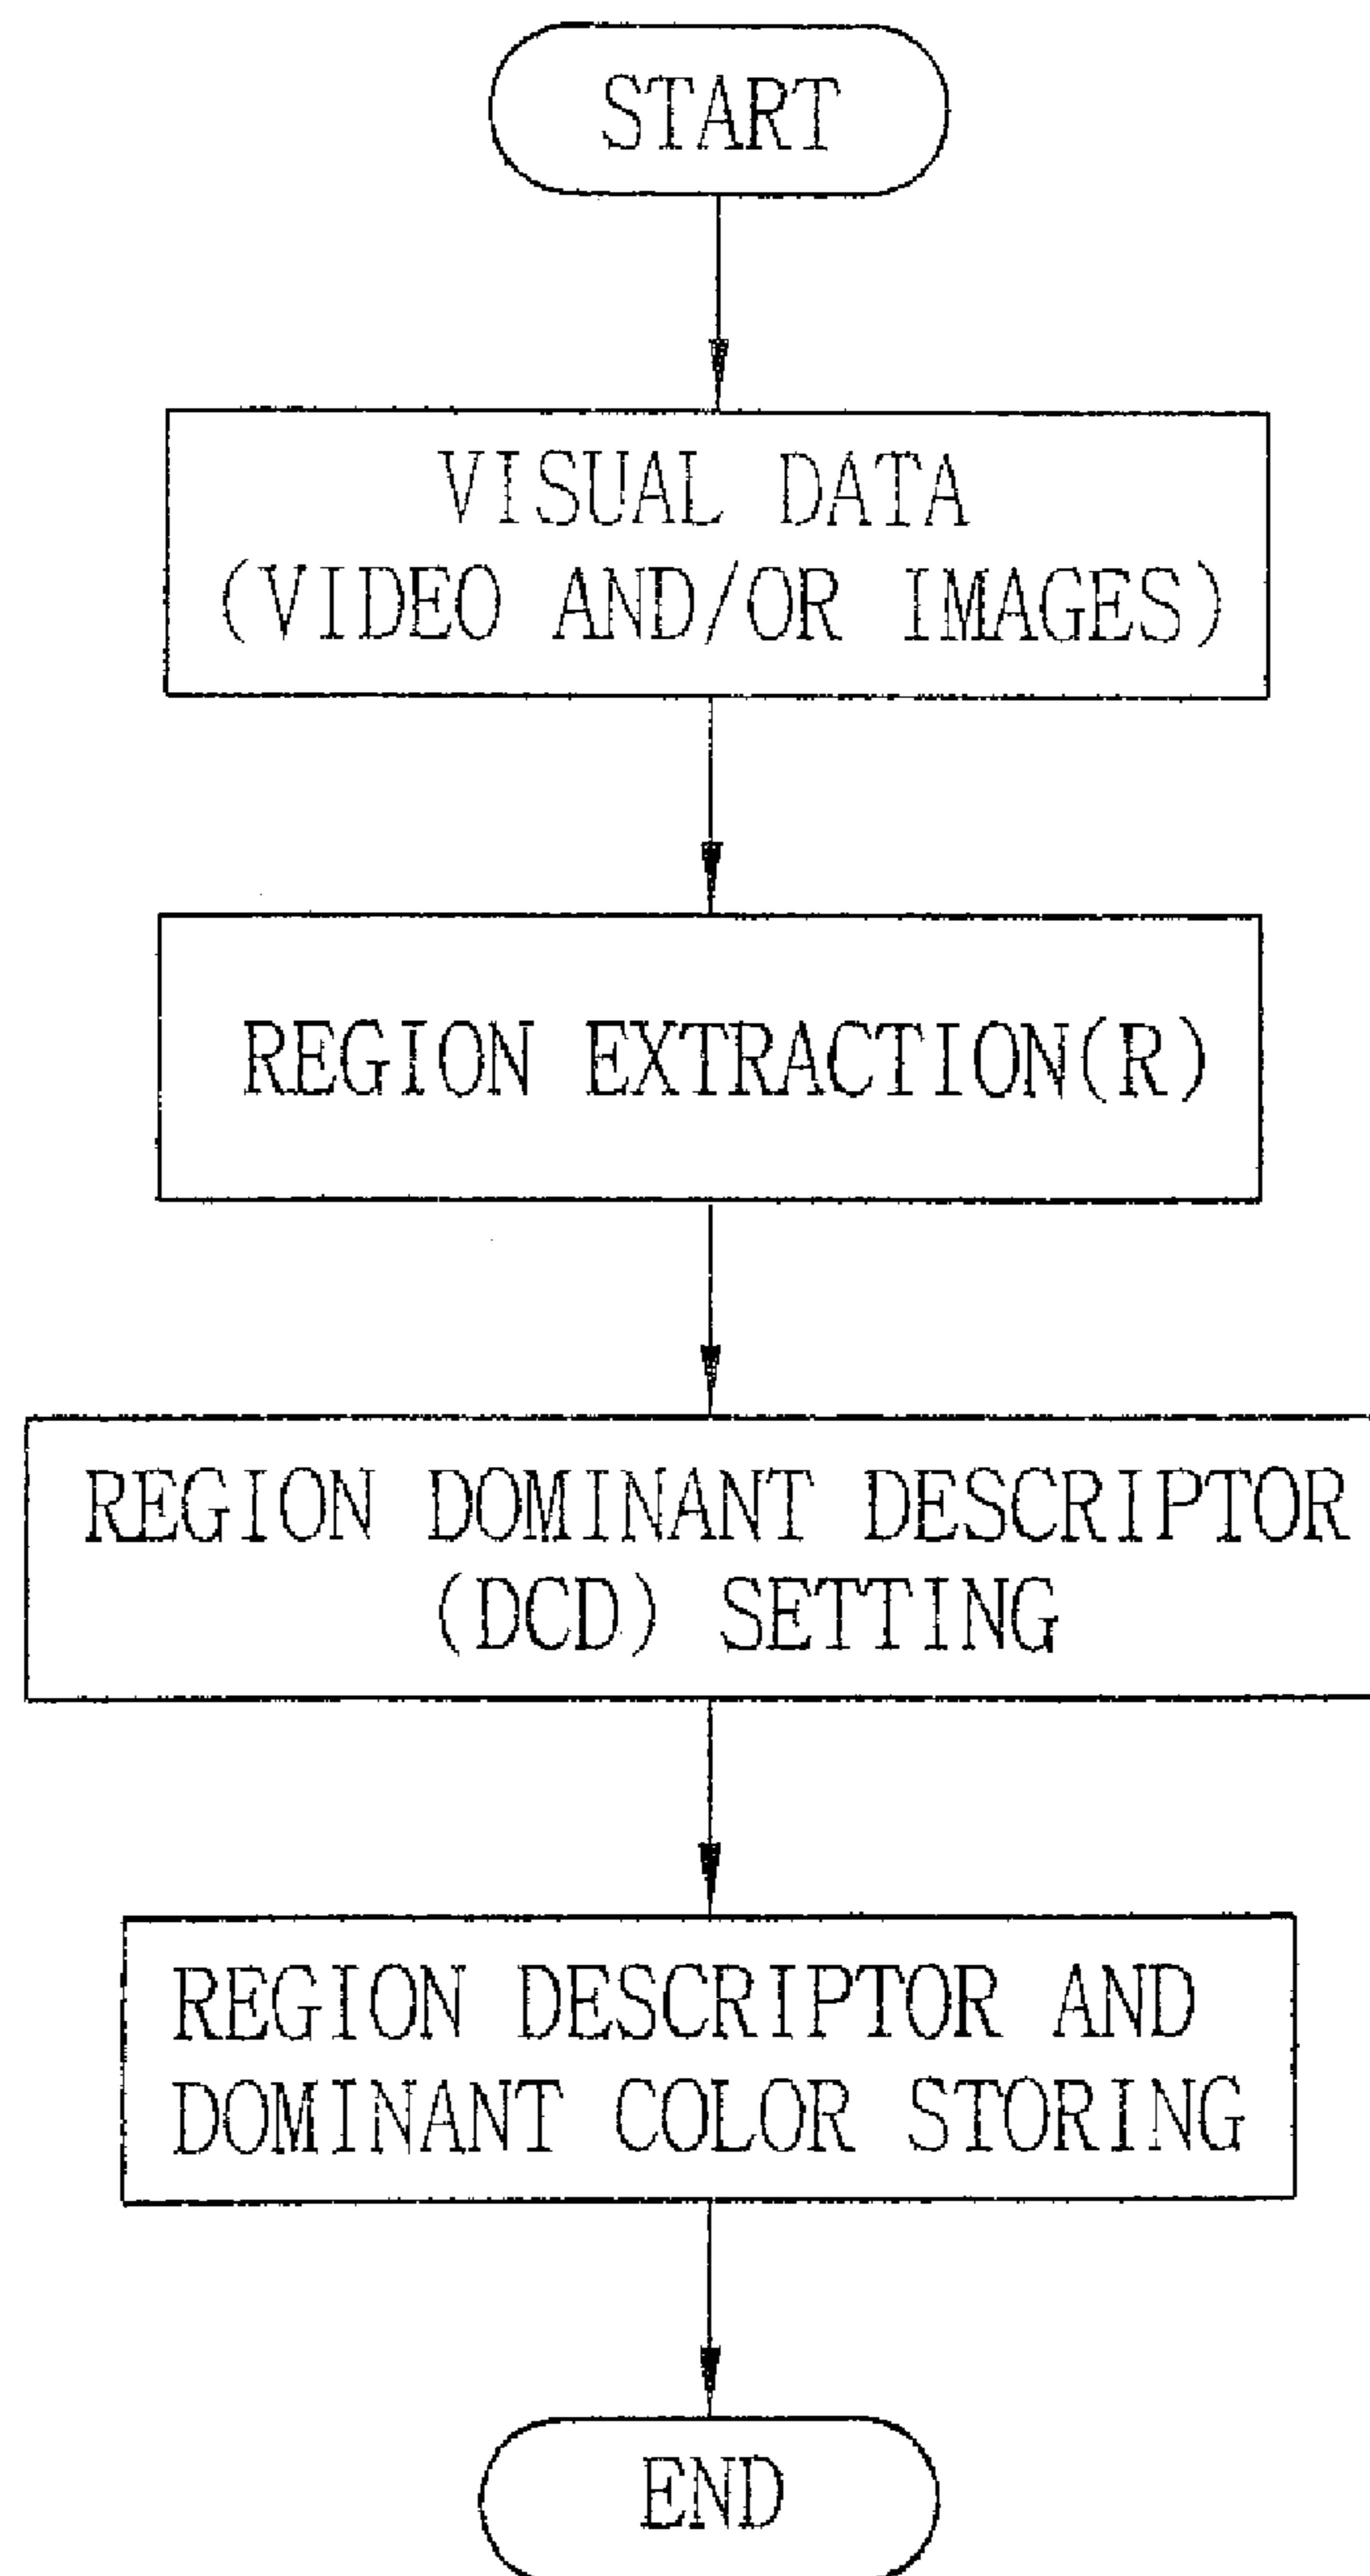 START
VISUAL DATA
(VIDEO AND/OR IMAGES)
REGION EXTRACTION(R)
REGION DOMINANT DESCRIPTOR
(DCD) SETTING
REGION DESCRIPTOR AND
DOMINANT COLOR STORING
END